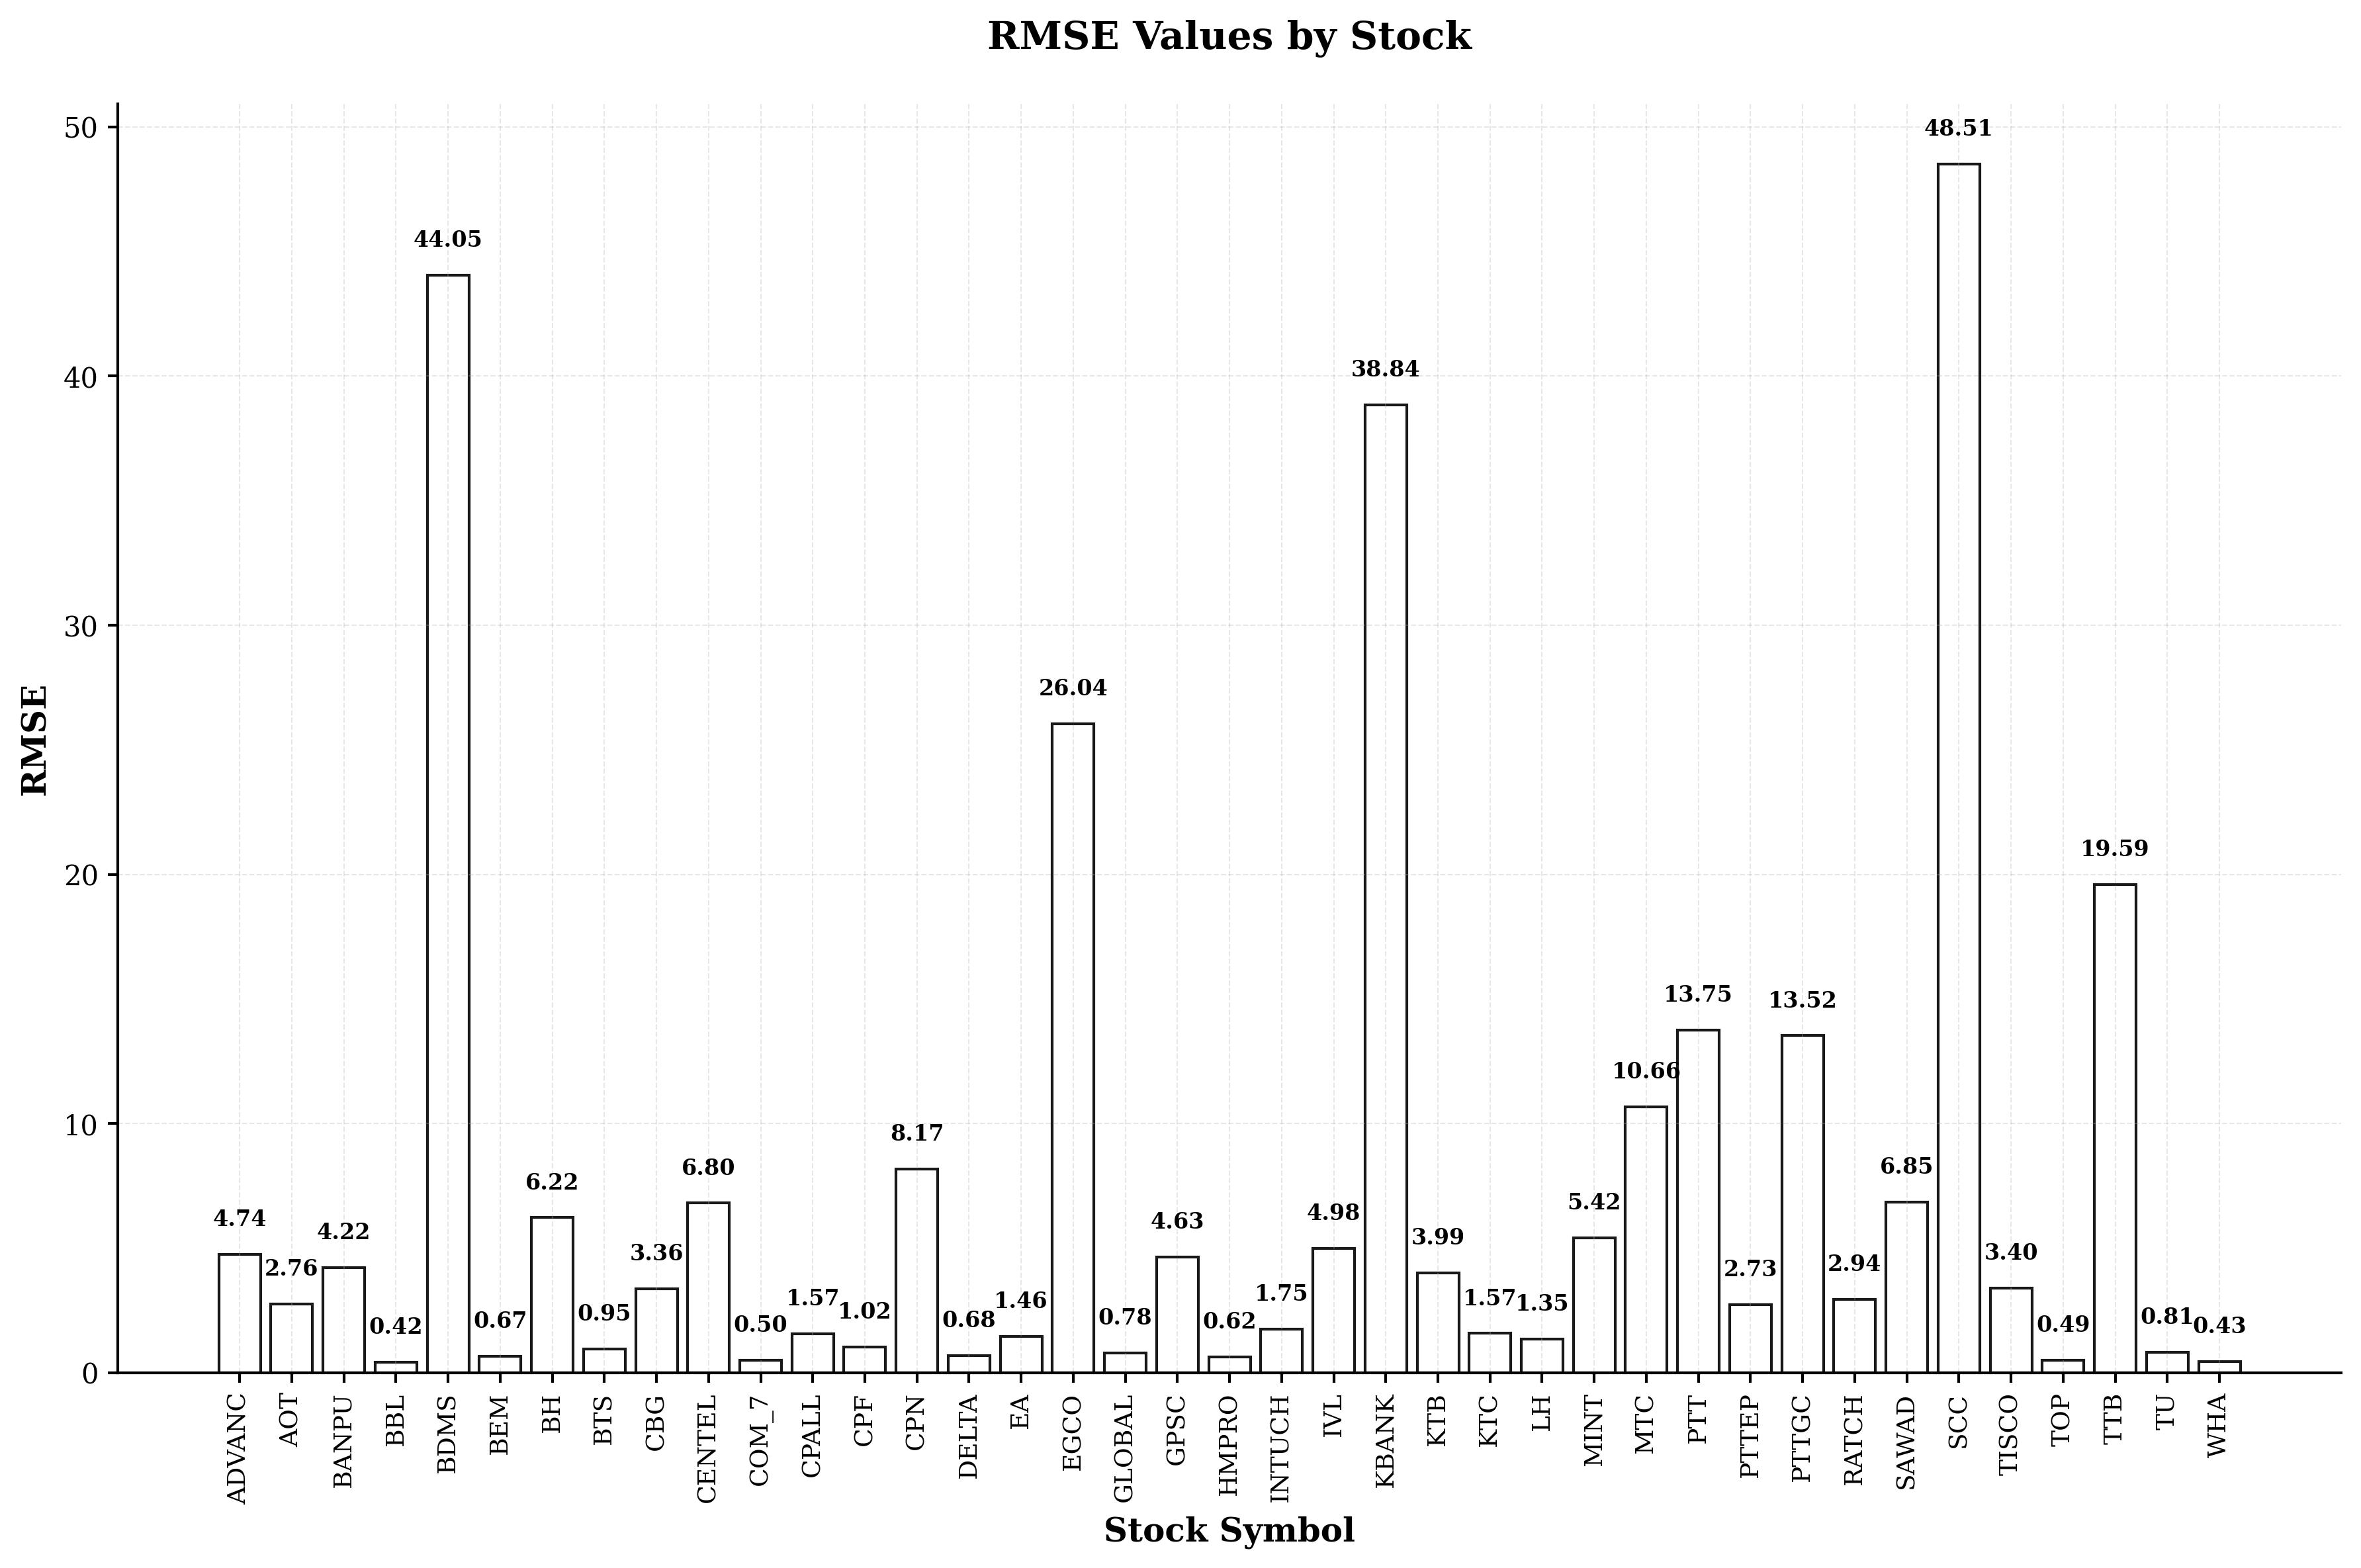 RMSE Values by Stock
RMSE
50
40
30
20
10
0
4.74
2.76
4.22
0.42
44.05
0.67
6.22
0.95
3.36
6.80
0.50
1.57
1.02
8.17
0.68
1.46
26.04
0.78
4.63
0.62
1.75
4.98
38.84
3.99
1.57
1.35
5.42
10.66
13.75
2.73
13.52
2.94
6.85
48.51
3.40
0.49
19.59
0.81
0.43
ADVANC
AOT
BANPU
BBL
BDMS
BEM
BH
BTS
CBG
CENTEL
COM_7
CPALL
CPF
CPN
DELTA
EA
EGCO
GLOBAL
GPSC
HMPRO
INTUCH
IVL
KBANK
KTB
KTC
LH
MINT
MTC
PTT
PTTEP
PTTGC
RATCH
SAWAD
SCC
TISCO
TOP
TTB
TU
WHA
Stock Symbol